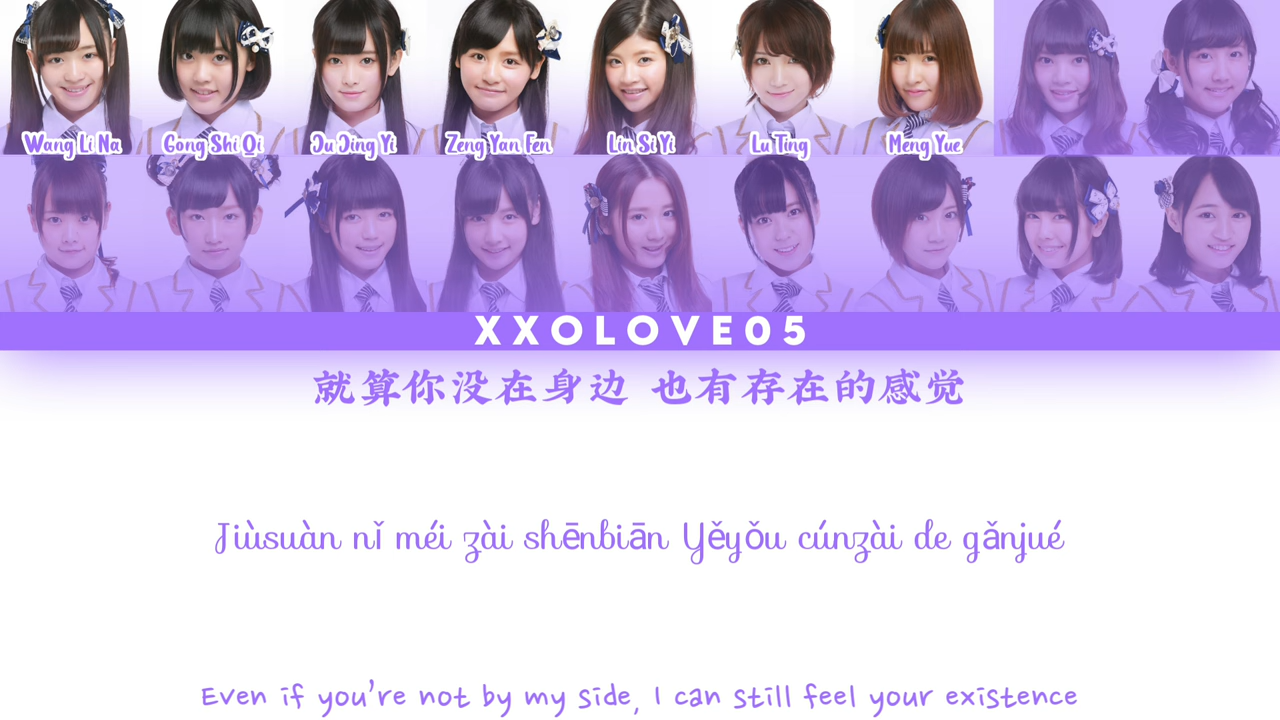 Wang Li Na Gong Shi Qi Ju Jing Yi Zeng Yan Fen Lin Si Yi Lu Ting Meng Yue
XXOLOVE05
就算你没在身边 也有存在的感觉
Jiùsuàn nǐ méi zài shēnbiān Yěyǒu cúnzài de gǎnjué
Even if you're not by my side, I can still feel your existence